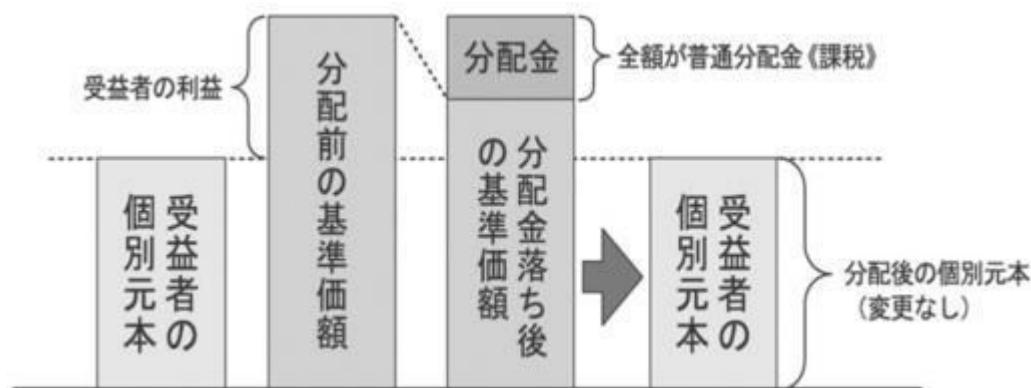 受益者の利益
受益者の
個別元本
分配前の基準価額
分配金
分配金落ち後
の基準価額
全額が普通分配金《課税》
受益者の
個別元本
分配後の個別元本
（変更なし）